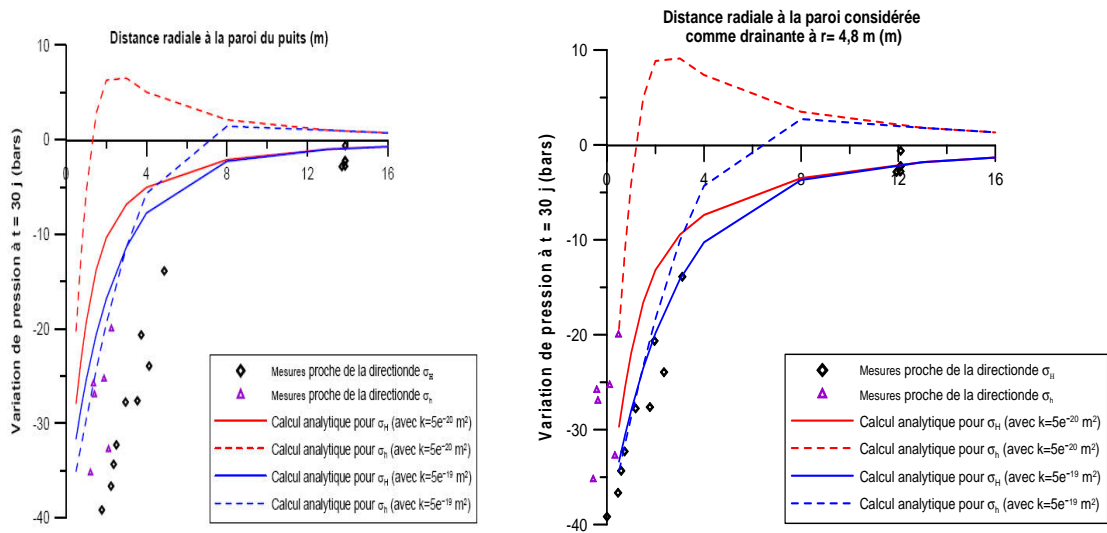 Distance radiale à la paroi du puits (m)
Variation de pression à t = 30 j (bars)
10
0
-10
-20
-30
-40
0
4
8
12
16
Mesures proche de la directionde σH
Mesures proche de la directionde σh
Calcul analytique pour σH (avec k=5e⁻²⁰ m²)
Calcul analytique pour σh (avec k=5e⁻²⁰ m²)
Calcul analytique pour σH (avec k=5e⁻¹⁹ m²)
Calcul analytique pour σh (avec k=5e⁻¹⁹ m²)
Distance radiale à la paroi considérée
comme drainante à r= 4,8 m (m)
Variation de pression à t = 30 j (bars)
10
0
-10
-20
-30
-40
0
4
8
12
16
Mesures proche de la directionde σH
Mesures proche de la directionde σh
Calcul analytique pour σH (avec k=5e⁻²⁰ m²)
Calcul analytique pour σh (avec k=5e⁻²⁰ m²)
Calcul analytique pour σH (avec k=5e⁻¹⁹ m²)
Calcul analytique pour σh (avec k=5e⁻¹⁹ m²)